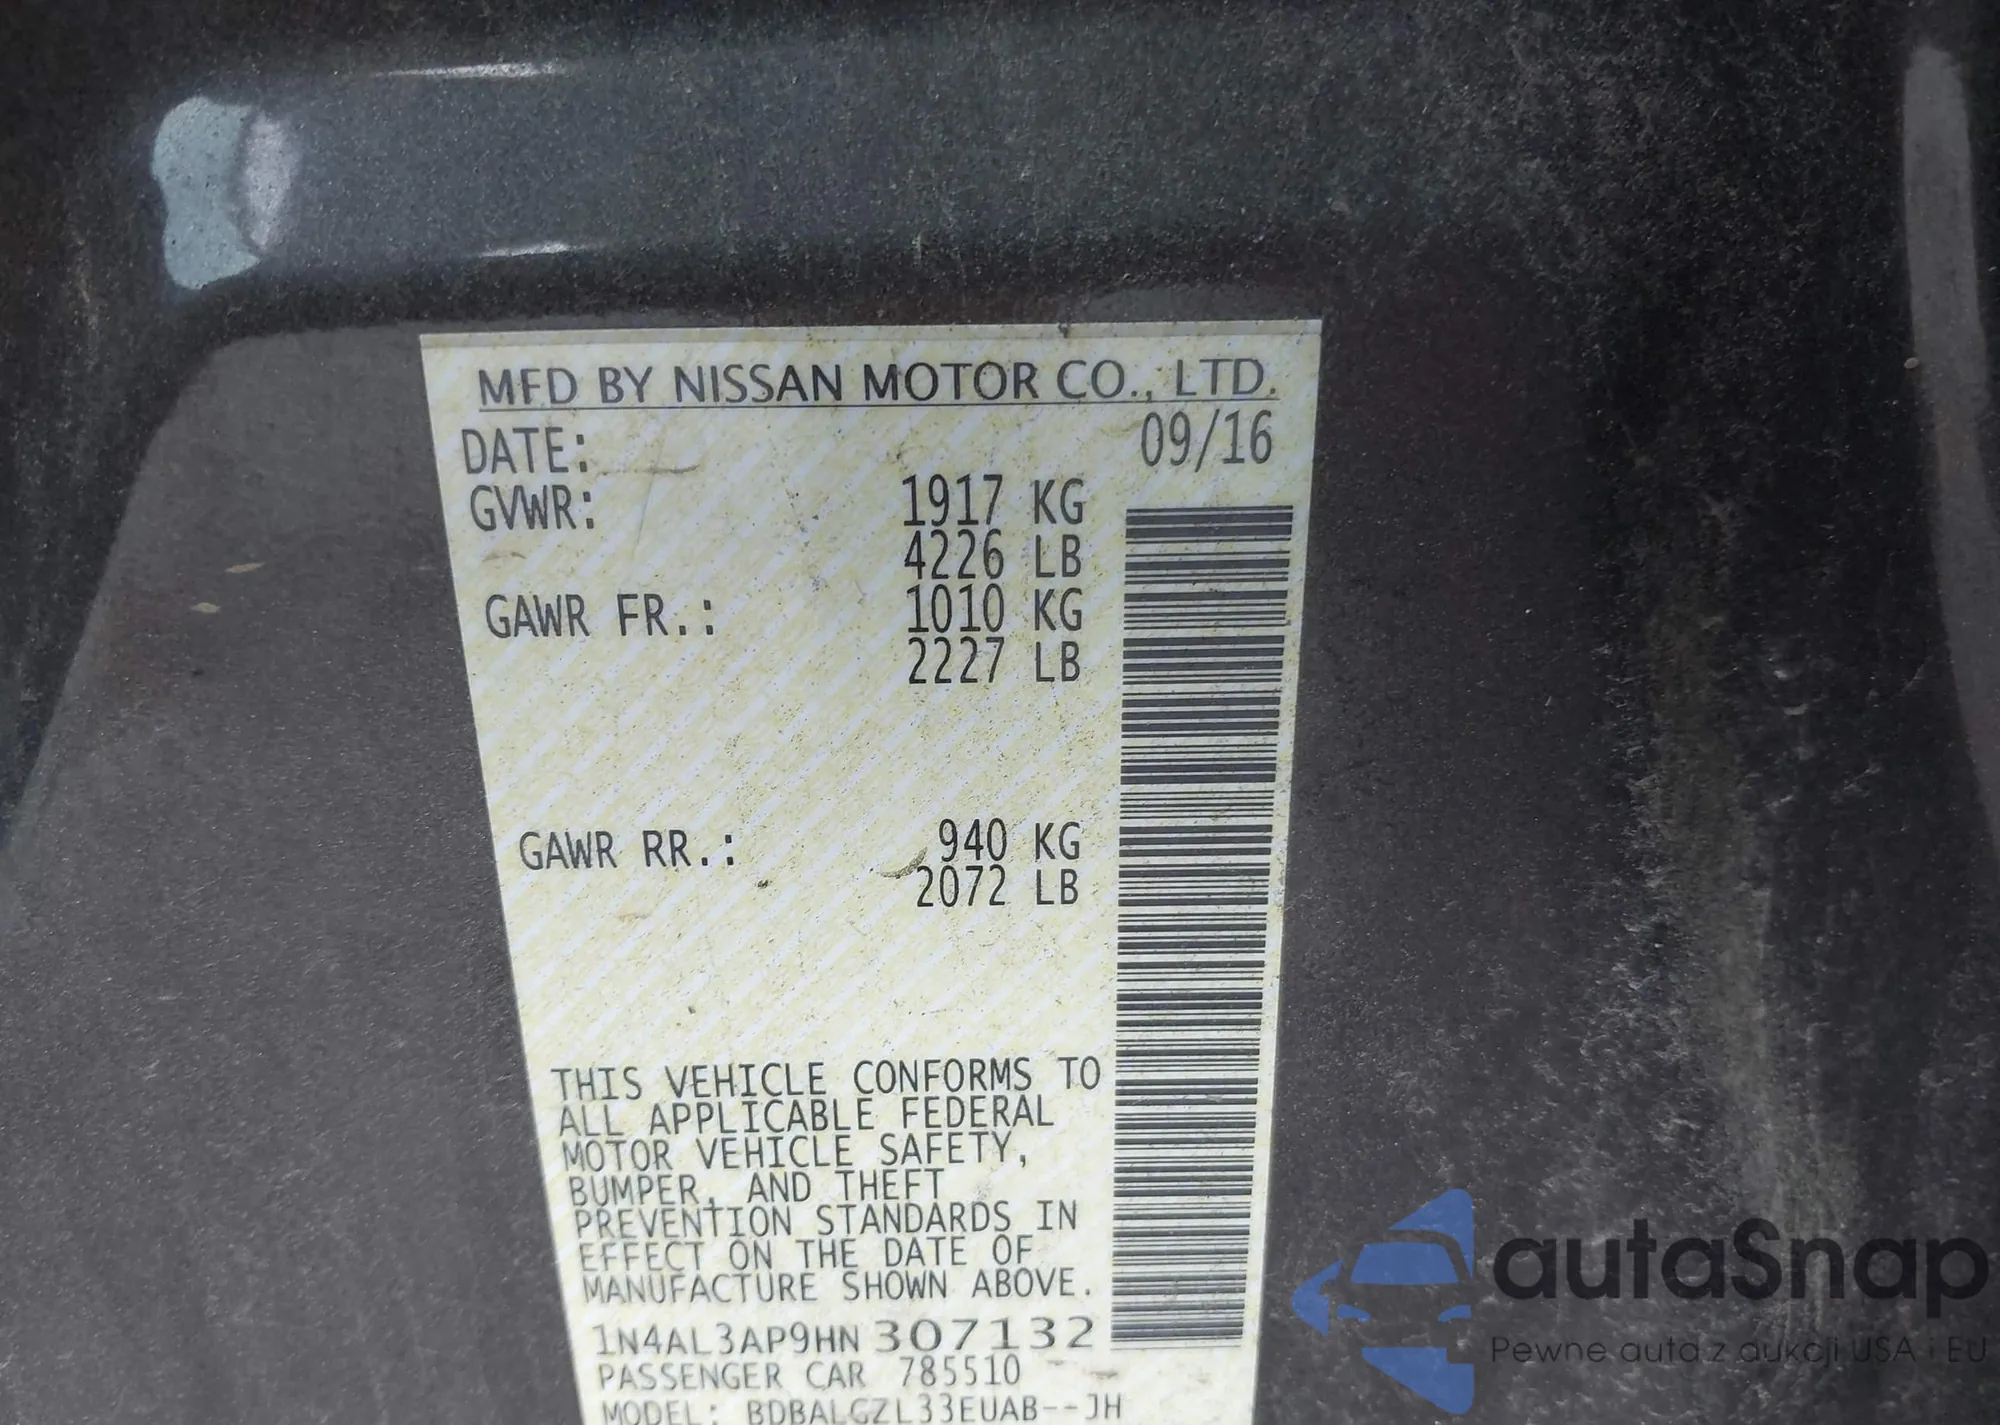 MFD BY NISSAN MOTOR CO., LTD.
DATE: 09/16
GVWR: 1917 KG
4226 LB
GAWR FR.: 1010 KG
2227 LB
GAWR RR.: 940 KG
2072 LB
THIS VEHICLE CONFORMS TO
ALL APPLICABLE FEDERAL
MOTOR VEHICLE SAFETY,
BUMPER, AND THEFT
PREVENTION STANDARDS IN
EFFECT ON THE DATE OF
MANUFACTURE SHOWN ABOVE.
1N4AL3AP9HN 307132
PASSENGER CAR 785510
MODEL: BDBALGZL33EUAB--JH
autaSnap
Pewne auta z aukcji USA i EU